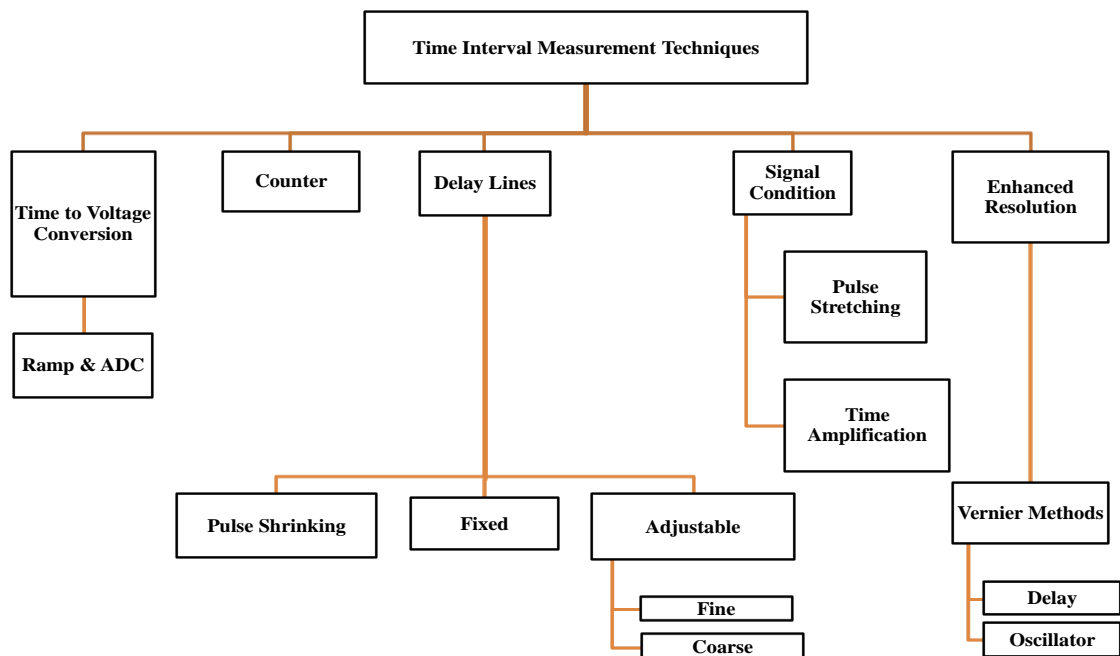 Time Interval Measurement Techniques
Time to Voltage
Conversion
Counter
Delay Lines
Signal
Condition
Enhanced
Resolution
Ramp & ADC
Pulse
Stretching
Time
Amplification
Pulse Shrinking
Fixed
Adjustable
Vernier Methods
Fine
Coarse
Delay
Oscillator